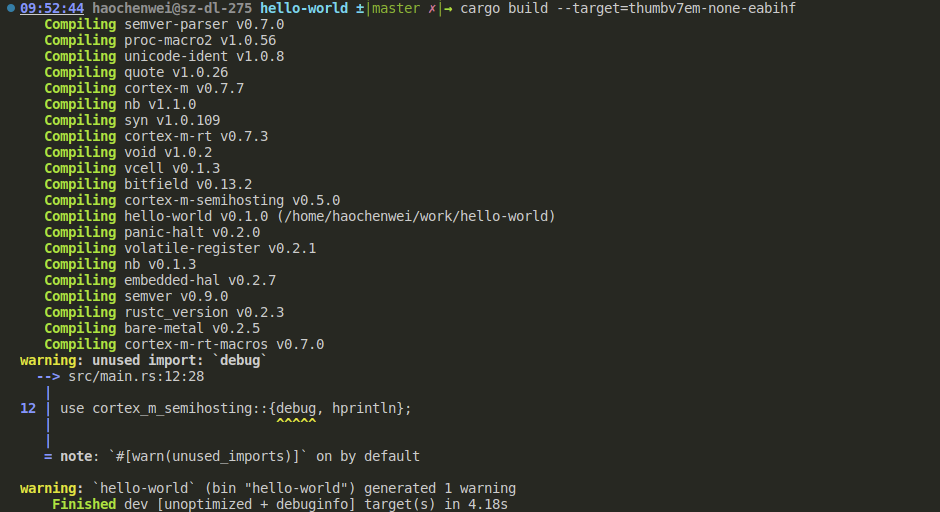 09:52:44 haochenwei@sz-dl-275 hello-world ±|master ✗|→ cargo build --target=thumbv7em-none-eabihf
Compiling semver-parser v0.7.0
Compiling proc-macro2 v1.0.56
Compiling unicode-ident v1.0.8
Compiling quote v1.0.26
Compiling cortex-m v0.7.7
Compiling nb v1.1.0
Compiling syn v1.0.109
Compiling cortex-m-rt v0.7.3
Compiling void v1.0.2
Compiling vcell v0.1.3
Compiling bitfield v0.13.2
Compiling cortex-m-semihosting v0.5.0
Compiling hello-world v0.1.0 (/home/haochenwei/work/hello-world)
Compiling panic-halt v0.2.0
Compiling volatile-register v0.2.1
Compiling nb v0.1.3
Compiling embedded-hal v0.2.7
Compiling semver v0.9.0
Compiling rustc_version v0.2.3
Compiling bare-metal v0.2.5
Compiling cortex-m-rt-macros v0.7.0
warning: unused import: `debug`
--> src/main.rs:12:28
|
12 | use cortex_m_semihosting::{debug, hprintln};
| ^^^^^
|
= note: `#[warn(unused_imports)]` on by default
warning: `hello-world` (bin "hello-world") generated 1 warning
Finished dev [unoptimized + debuginfo] target(s) in 4.18s